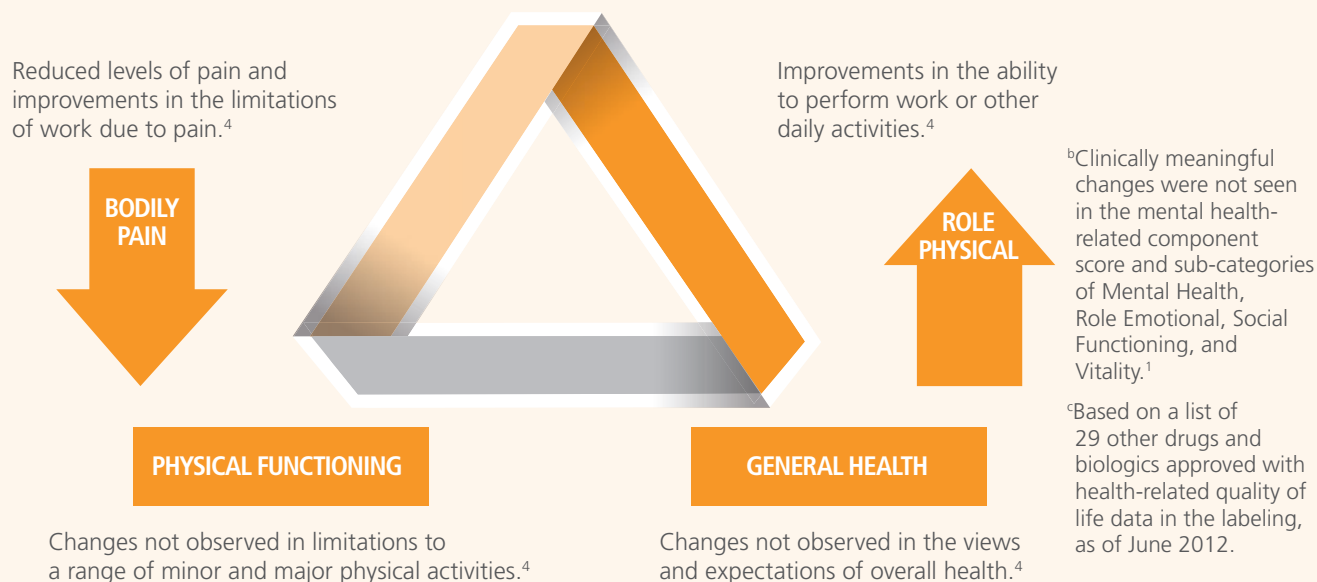 Reduced levels of pain and
improvements in the limitations
of work due to pain.⁴
BODILY
PAIN
Improvements in the ability
to perform work or other
daily activities.⁴
ROLE
PHYSICAL
ᵇClinically meaningful
changes were not seen
in the mental health-
related component
score and sub-categories
of Mental Health,
Role Emotional, Social
Functioning, and
Vitality.¹
ᶜBased on a list of
29 other drugs and
biologics approved with
health-related quality of
life data in the labeling,
as of June 2012.
PHYSICAL FUNCTIONING
Changes not observed in limitations to
a range of minor and major physical activities.⁴
GENERAL HEALTH
Changes not observed in the views
and expectations of overall health.⁴